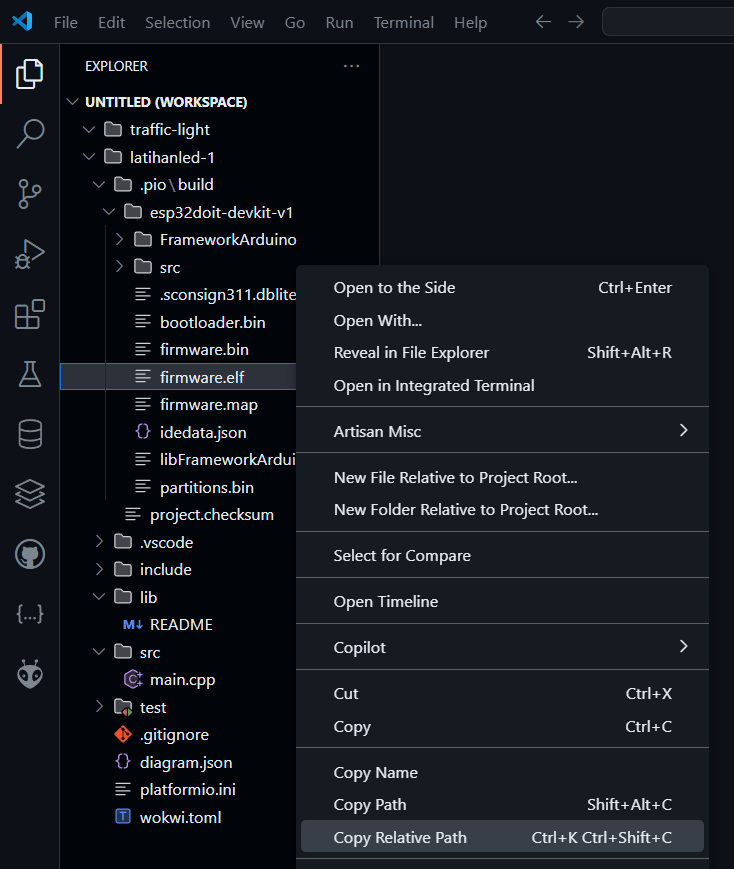 File Edit Selection View Go Run Terminal Help
EXPLORER
UNTITLED (WORKSPACE)
traffic-light
latihanled-1
.pio\build
esp32doit-devkit-v1
FrameworkArduino
src
.sconsign311.dblite
bootloader.bin
firmware.bin
firmware.elf
firmware.map
idedata.json
libFrameworkArdui
partitions.bin
project.checksum
.vscode
include
lib
README
src
main.cpp
test
.gitignore
diagram.json
platformio.ini
wokwi.toml
Open to the Side Ctrl+Enter
Open With...
Reveal in File Explorer Shift+Alt+R
Open in Integrated Terminal
Artisan Misc
New File Relative to Project Root...
New Folder Relative to Project Root...
Select for Compare
Open Timeline
Copilot
Cut Ctrl+X
Copy Ctrl+C
Copy Name
Copy Path Shift+Alt+C
Copy Relative Path Ctrl+K Ctrl+Shift+C